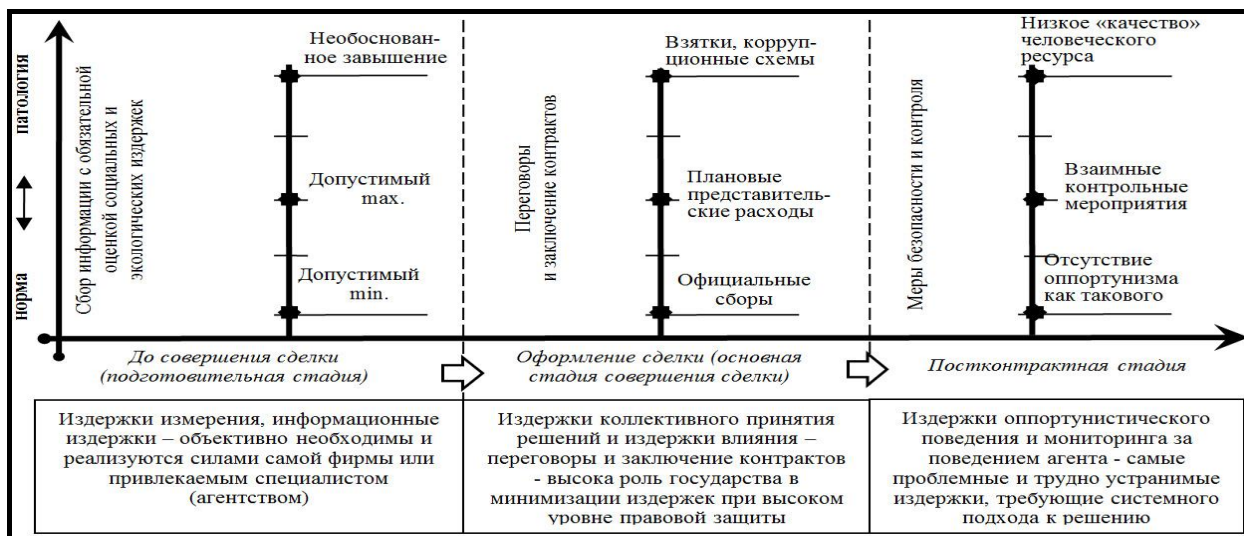 патология
норма
Сбор информации с обязательной
оценкой социальных и
экологических издержек
Необоснован-
ное завышение
Допустимый
max.
Допустимый
min.
Переговоры
и заключение контрактов
Взятки, корруп-
ционные схемы
Плановые
представитель-
ские расходы
Официальные
сборы
Меры безопасности и контроля
Низкое «качество»
человеческого
ресурса
Взаимные
контрольные
мероприятия
Отсутствие
оппортунизма
как такового
До совершения сделки
(подготовительная стадия)
Оформление сделки (основная
стадия совершения сделки)
Постконтрактная стадия
Издержки измерения, информационные
издержки – объективно необходимы и
реализуются силами самой фирмы или
привлекаемым специалистом
(агентством)
Издержки коллективного принятия
решений и издержки влияния –
переговоры и заключение контрактов
- высока роль государства в
минимизации издержек при высоком
уровне правовой защиты
Издержки оппортунистического
поведения и мониторинга за
поведением агента - самые
проблемные и трудно устранимые
издержки, требующие системного
подхода к решению